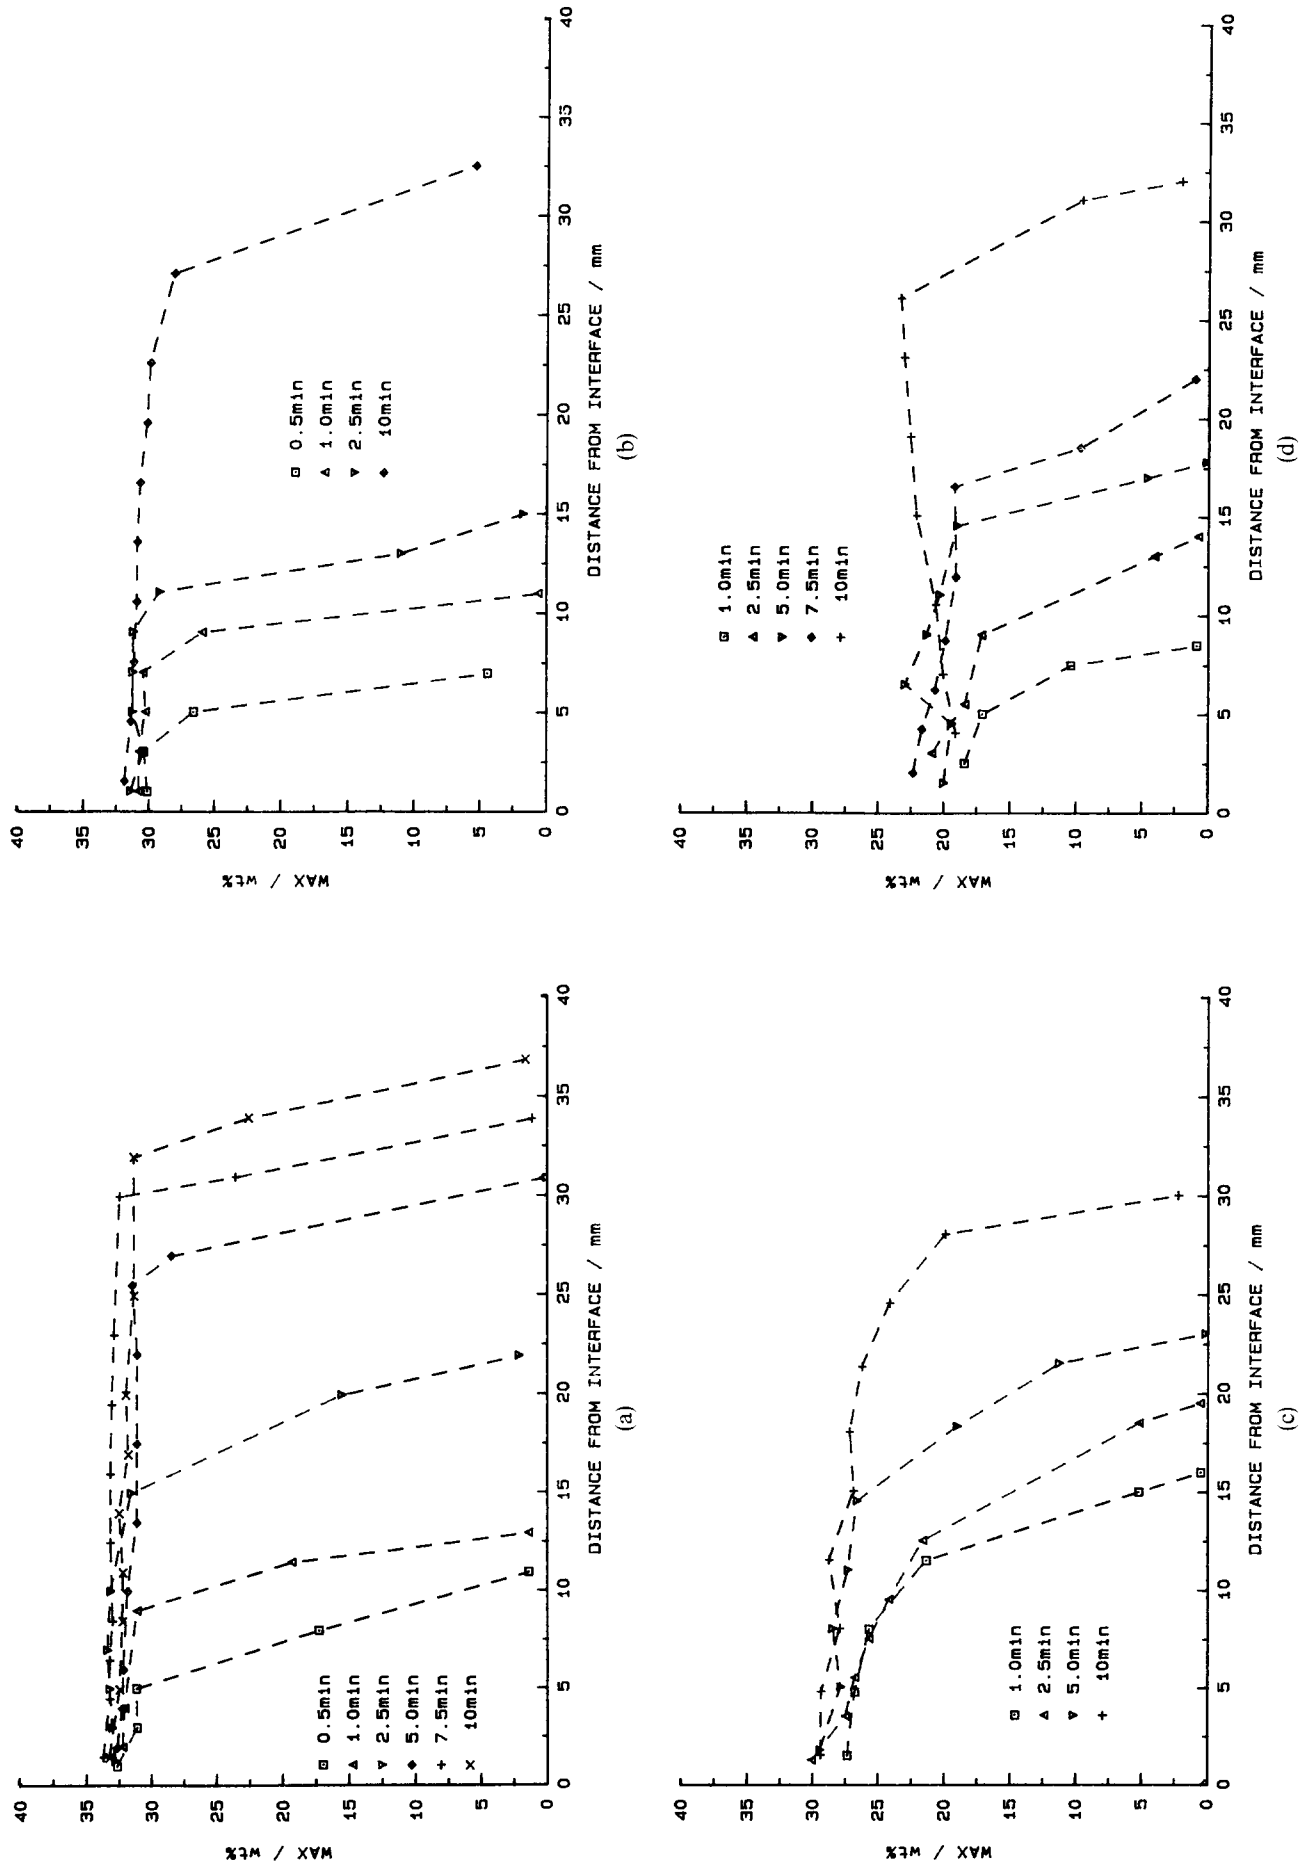 WAX / wt%
40
35
30
25
20
15
10
5
0
0 5 10 15 20 25 30 35 40
DISTANCE FROM INTERFACE / mm
0.5min
1.0min
2.5min
5.0min
7.5min
10min
(a)
WAX / wt%
40
35
30
25
20
15
10
5
0
0 5 10 15 20 25 30 35 40
DISTANCE FROM INTERFACE / mm
0.5min
1.0min
2.5min
10min
(b)
WAX / wt%
40
35
30
25
20
15
10
5
0
0 5 10 15 20 25 30 35 40
DISTANCE FROM INTERFACE / mm
1.0min
2.5min
5.0min
10min
(c)
WAX / wt%
40
35
30
25
20
15
10
5
0
0 5 10 15 20 25 30 35 40
DISTANCE FROM INTERFACE / mm
1.0min
2.5min
5.0min
7.5min
10min
(d)